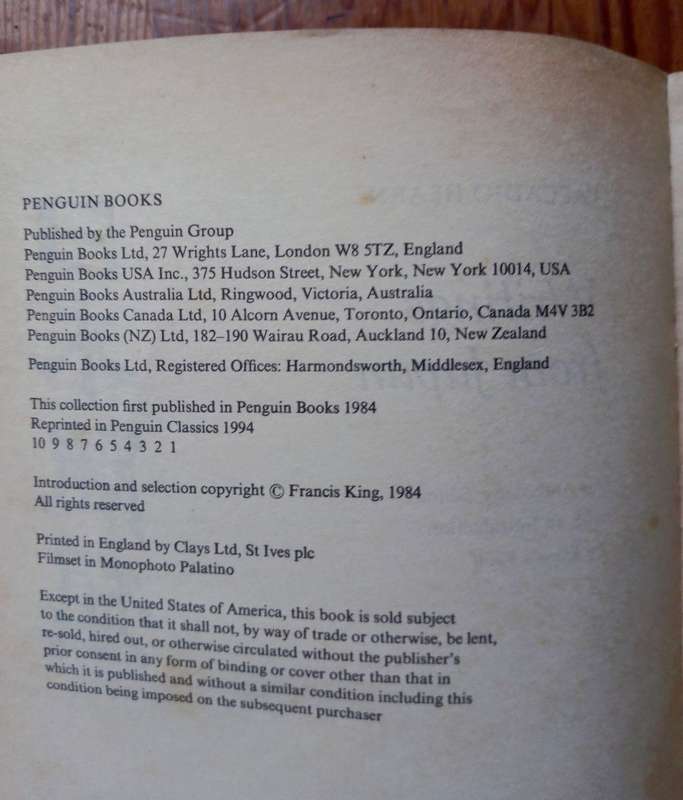 PENGUIN BOOKS
Published by the Penguin Group
Penguin Books Ltd, 27 Wrights Lane, London W8 5TZ, England
Penguin Books USA Inc., 375 Hudson Street, New York, New York 10014, USA
Penguin Books Australia Ltd, Ringwood, Victoria, Australia
Penguin Books Canada Ltd, 10 Alcorn Avenue, Toronto, Ontario, Canada M4V 3B2
Penguin Books (NZ) Ltd, 182–190 Wairau Road, Auckland 10, New Zealand
Penguin Books Ltd, Registered Offices: Harmondsworth, Middlesex, England
This collection first published in Penguin Books 1984
Reprinted in Penguin Classics 1994
10 9 8 7 6 5 4 3 2 1
Introduction and selection copyright © Francis King, 1984
All rights reserved
Printed in England by Clays Ltd, St Ives plc
Filmset in Monophoto Palatino
Except in the United States of America, this book is sold subject
to the condition that it shall not, by way of trade or otherwise, be lent,
re-sold, hired out, or otherwise circulated without the publisher's
prior consent in any form of binding or cover other than that in
which it is published and without a similar condition including this
condition being imposed on the subsequent purchaser